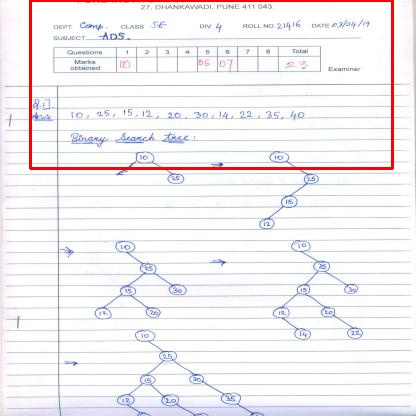 27, DHANKAWADI, PUNE 411 043.
DEPT. Comp. CLASS SE DIV 4 ROLL NO. 21416 DATE 03/04/19
SUBJECT ADS.
Questions 1 2 3 4 5 6 7 8 Total
Marks obtained 10 06 07 23
Examiner
Q.1].
Ans 10, 25, 15, 12, 20, 30, 14, 22, 35, 40
Binary Search tree:
10 10
25 25
15
12
10 10
25 25
15 30 15 30
12 20 12 20
14 22
10
25
15 30
12 20 35